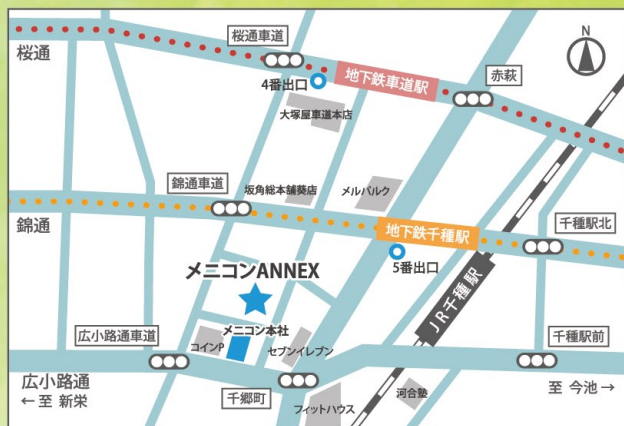 桜通車道
N
桜通
4番出口
地下鉄車道駅
赤萩
大塚屋車道本店
錦通車道
坂角総本舗葵店
メルパルク
錦通
地下鉄千種駅
千種駅北
5番出口
メニコンANNEX
JR千種駅
広小路通車道
コインP
メニコン本社
セブンイレブン
千種駅前
広小路通
←至 新栄
千郷町
至 今池→
河合塾
フィットハウス